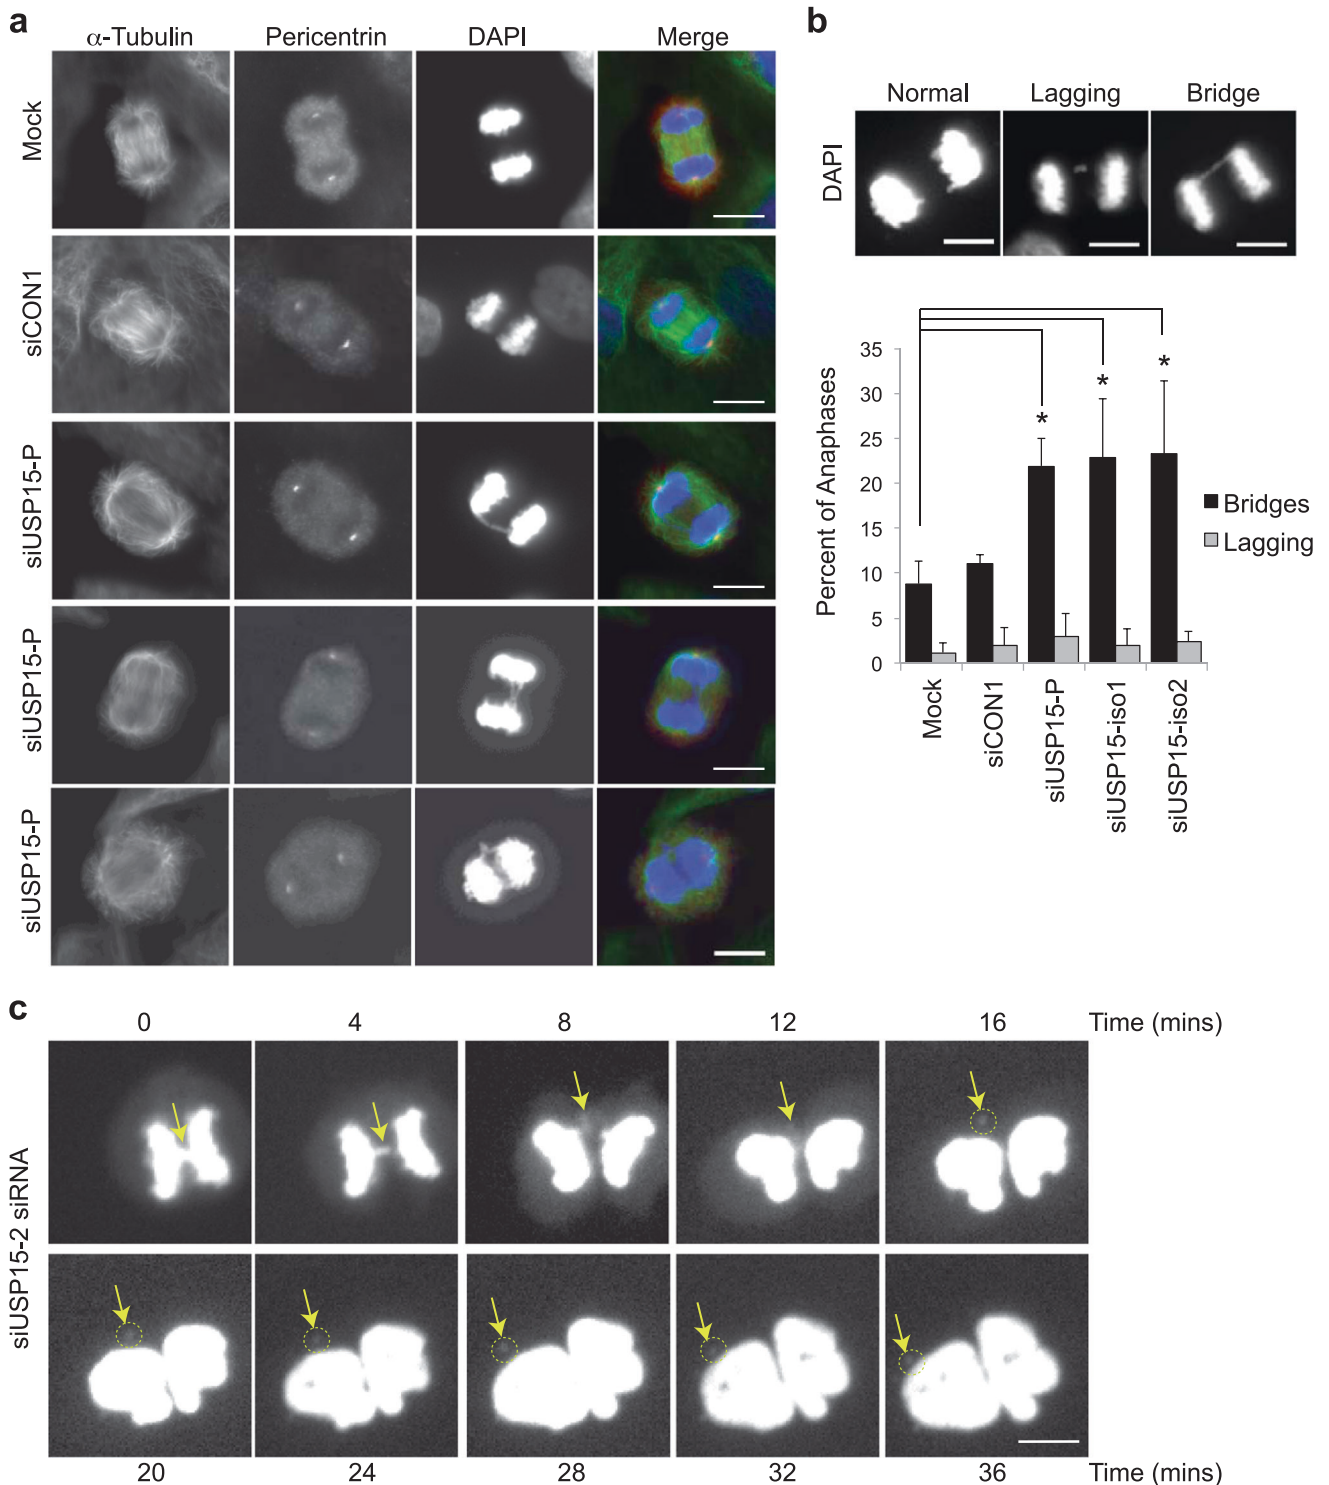 a
α-Tubulin Pericentrin DAPI Merge
Mock
siCON1
siUSP15-P
siUSP15-P
siUSP15-P
b
Normal Lagging Bridge
DAPI
Percent of Anaphases
35
30
25
20
15
10
5
0
* * *
Bridges
Lagging
Mock
siCON1
siUSP15-P
siUSP15-iso1
siUSP15-iso2
c
0 4 8 12 16 Time (mins)
siUSP15-2 siRNA
20 24 28 32 36 Time (mins)